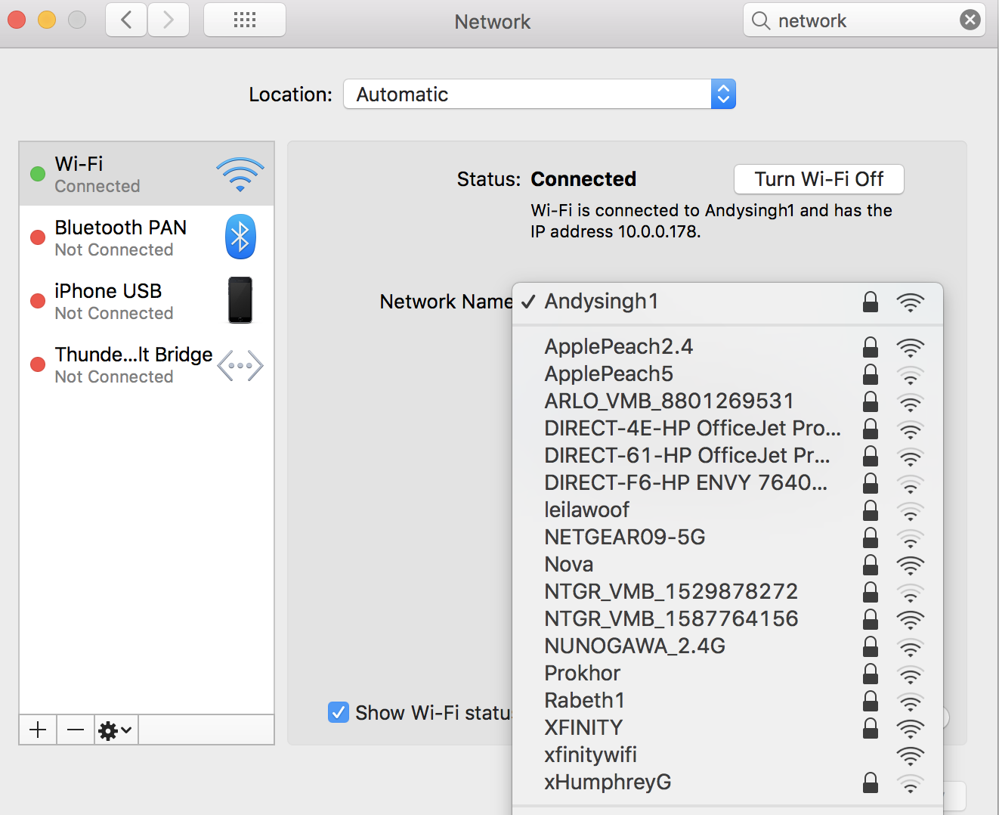 Network
network
Location: Automatic
Wi-Fi
Connected
Bluetooth PAN
Not Connected
iPhone USB
Not Connected
Thunde...lt Bridge
Not Connected
Status: Connected
Turn Wi-Fi Off
Wi-Fi is connected to Andysingh1 and has the
IP address 10.0.0.178.
Network Name
Andysingh1
ApplePeach2.4
ApplePeach5
ARLO_VMB_8801269531
DIRECT-4E-HP OfficeJet Pro...
DIRECT-61-HP OfficeJet Pr...
DIRECT-F6-HP ENVY 7640...
leilawoof
NETGEAR09-5G
Nova
NTGR_VMB_1529878272
NTGR_VMB_1587764156
NUNOGAWA_2.4G
Prokhor
Rabeth1
XFINITY
xfinitywifi
xHumphreyG
Show Wi-Fi statu